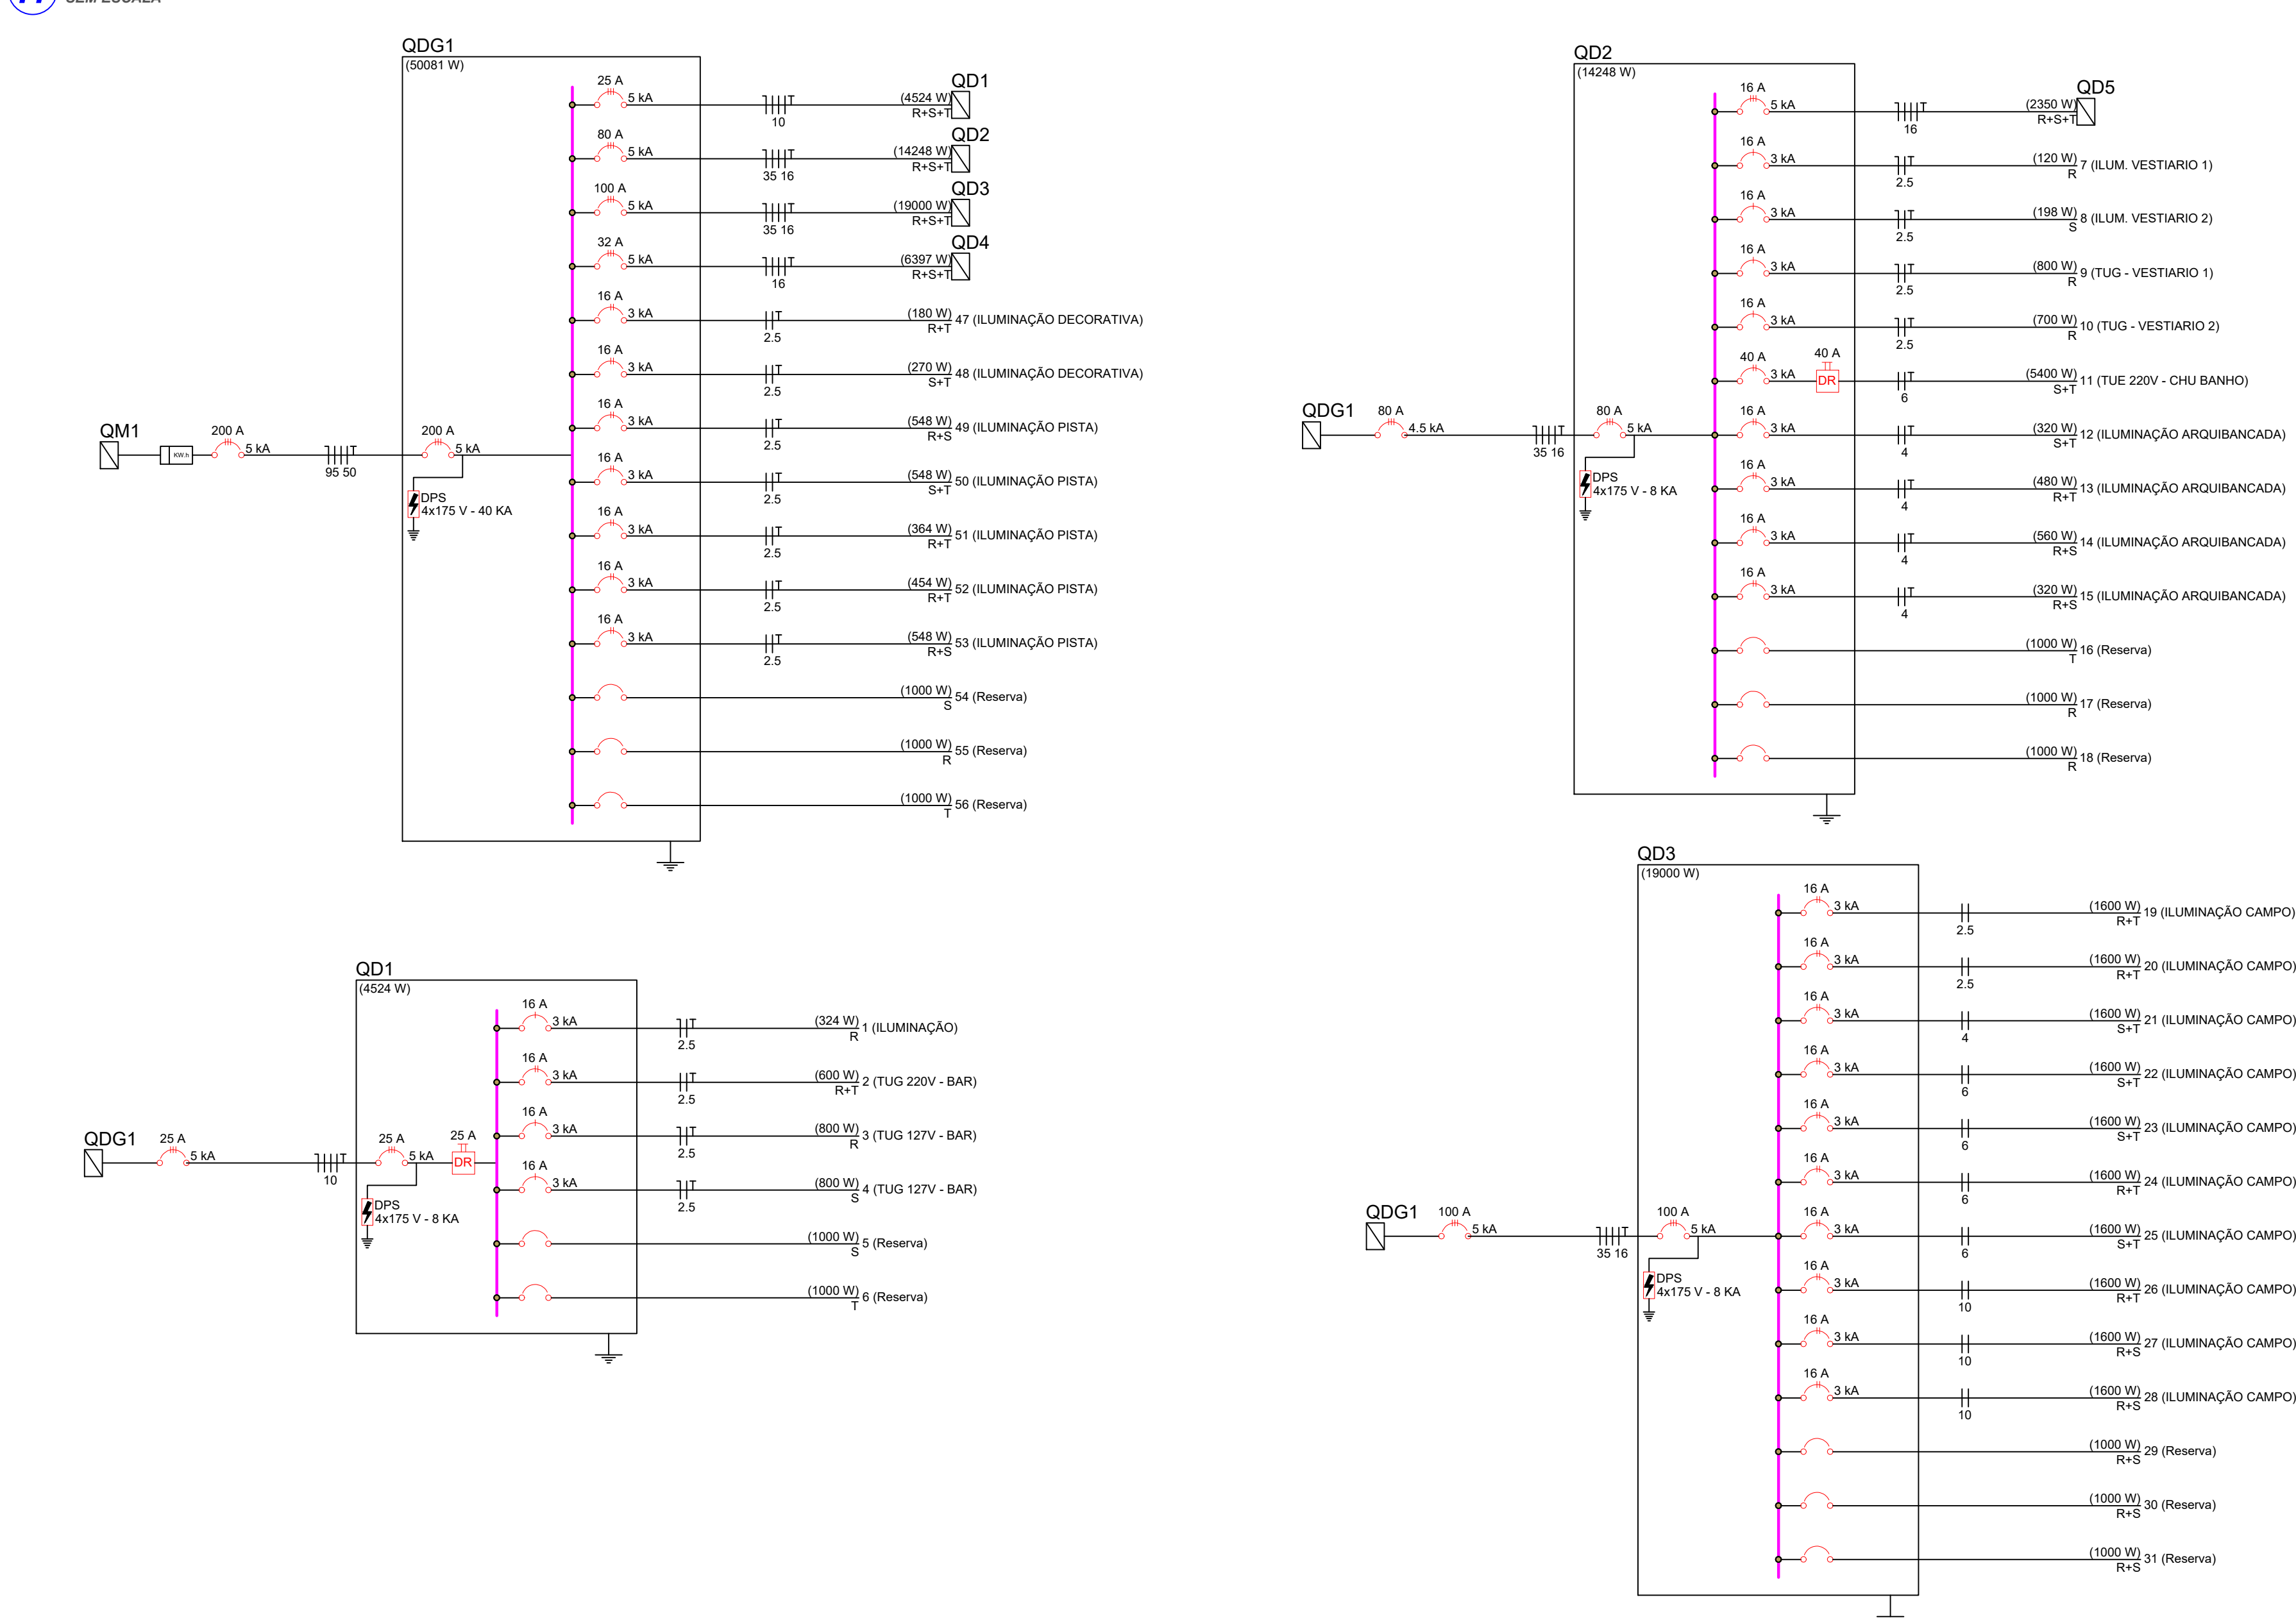 QDG1
(50081 W)
25 A
5 kA
10
(4524 W)
R+S+T
QD1
80 A
5 kA
35 16
(14248 W)
R+S+T
QD2
100 A
5 kA
35 16
(19000 W)
R+S+T
QD3
32 A
5 kA
16
(6397 W)
R+S+T
QD4
16 A
3 kA
2.5
(180 W)
R+T
47 (ILUMINAÇÃO DECORATIVA)
16 A
3 kA
2.5
(270 W)
S+T
48 (ILUMINAÇÃO DECORATIVA)
16 A
3 kA
2.5
(548 W)
R+S
49 (ILUMINAÇÃO PISTA)
16 A
3 kA
2.5
(548 W)
S+T
50 (ILUMINAÇÃO PISTA)
16 A
3 kA
2.5
(364 W)
R+T
51 (ILUMINAÇÃO PISTA)
16 A
3 kA
2.5
(454 W)
R+T
52 (ILUMINAÇÃO PISTA)
16 A
3 kA
2.5
(548 W)
R+S
53 (ILUMINAÇÃO PISTA)
(1000 W)
S
54 (Reserva)
(1000 W)
R
55 (Reserva)
(1000 W)
T
56 (Reserva)
QM1
KW.h
200 A
5 kA
95 50
200 A
5 kA
DPS
4x175 V - 40 KA
QD2
(14248 W)
16 A
5 kA
16
(2350 W)
R+S+T
QD5
16 A
3 kA
2.5
(120 W)
R
7 (ILUM. VESTIARIO 1)
16 A
3 kA
2.5
(198 W)
S
8 (ILUM. VESTIARIO 2)
16 A
3 kA
2.5
(800 W)
R
9 (TUG - VESTIARIO 1)
16 A
3 kA
2.5
(700 W)
R
10 (TUG - VESTIARIO 2)
40 A
3 kA
40 A
DR
6
(5400 W)
S+T
11 (TUE 220V - CHU BANHO)
16 A
3 kA
4
(320 W)
S+T
12 (ILUMINAÇÃO ARQUIBANCADA)
16 A
3 kA
4
(480 W)
R+T
13 (ILUMINAÇÃO ARQUIBANCADA)
16 A
3 kA
4
(560 W)
R+S
14 (ILUMINAÇÃO ARQUIBANCADA)
16 A
3 kA
4
(320 W)
R+S
15 (ILUMINAÇÃO ARQUIBANCADA)
(1000 W)
T
16 (Reserva)
(1000 W)
R
17 (Reserva)
(1000 W)
R
18 (Reserva)
QDG1
80 A
4.5 kA
35 16
80 A
5 kA
DPS
4x175 V - 8 KA
QD1
(4524 W)
16 A
3 kA
2.5
(324 W)
R
1 (ILUMINAÇÃO)
16 A
3 kA
2.5
(600 W)
R+T
2 (TUG 220V - BAR)
16 A
3 kA
2.5
(800 W)
R
3 (TUG 127V - BAR)
16 A
3 kA
2.5
(800 W)
S
4 (TUG 127V - BAR)
(1000 W)
S
5 (Reserva)
(1000 W)
T
6 (Reserva)
QDG1
25 A
5 kA
10
25 A
5 kA
25 A
DR
DPS
4x175 V - 8 KA
QD3
(19000 W)
16 A
3 kA
2.5
(1600 W)
R+T
19 (ILUMINAÇÃO CAMPO)
16 A
3 kA
2.5
(1600 W)
R+T
20 (ILUMINAÇÃO CAMPO)
16 A
3 kA
4
(1600 W)
S+T
21 (ILUMINAÇÃO CAMPO)
16 A
3 kA
6
(1600 W)
S+T
22 (ILUMINAÇÃO CAMPO)
16 A
3 kA
6
(1600 W)
S+T
23 (ILUMINAÇÃO CAMPO)
16 A
3 kA
6
(1600 W)
R+T
24 (ILUMINAÇÃO CAMPO)
16 A
3 kA
6
(1600 W)
S+T
25 (ILUMINAÇÃO CAMPO)
16 A
3 kA
10
(1600 W)
R+T
26 (ILUMINAÇÃO CAMPO)
16 A
3 kA
10
(1600 W)
R+S
27 (ILUMINAÇÃO CAMPO)
16 A
3 kA
10
(1600 W)
R+S
28 (ILUMINAÇÃO CAMPO)
(1000 W)
R+S
29 (Reserva)
(1000 W)
R+S
30 (Reserva)
(1000 W)
R+S
31 (Reserva)
QDG1
100 A
5 kA
35 16
100 A
5 kA
DPS
4x175 V - 8 KA